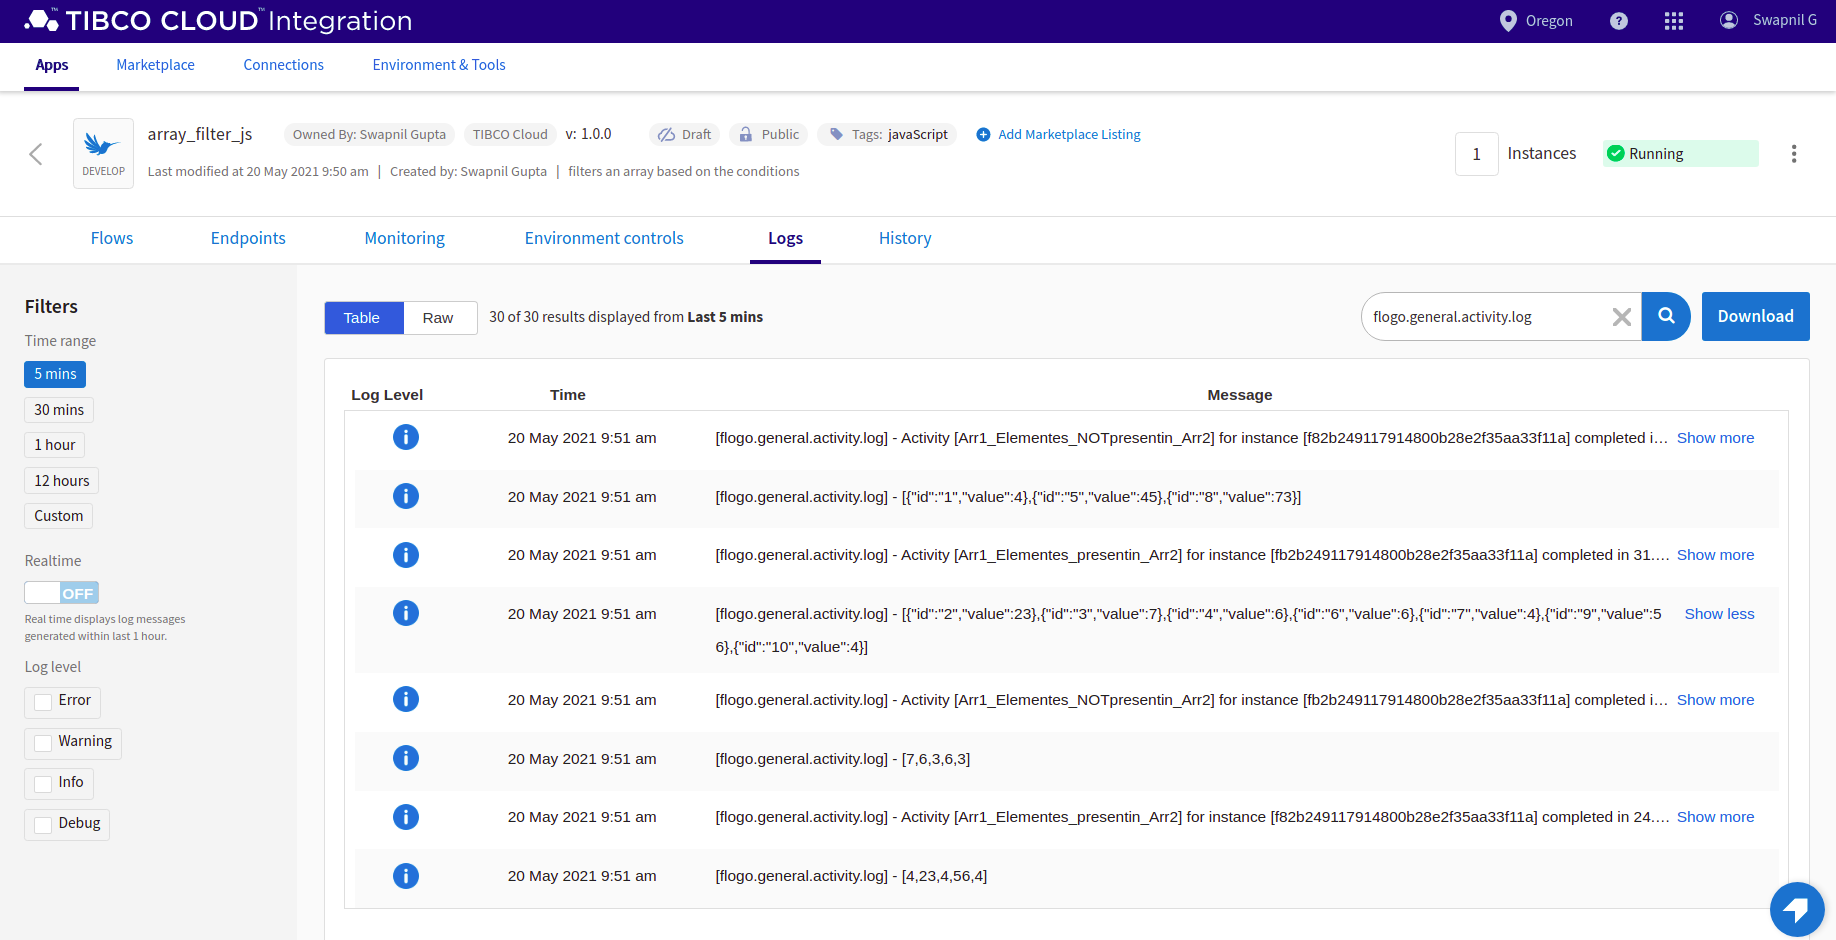 TIBCO CLOUD™ Integration
Oregon
?
Swapnil G
Apps
Marketplace
Connections
Environment & Tools
DEVELOP
array_filter_js
Owned By: Swapnil Gupta
TIBCO Cloud
v: 1.0.0
Draft
Public
Tags: javaScript
Add Marketplace Listing
Last modified at 20 May 2021 9:50 am | Created by: Swapnil Gupta | filters an array based on the conditions
1
Instances
Running
Flows
Endpoints
Monitoring
Environment controls
Logs
History
Filters
Time range
5 mins
30 mins
1 hour
12 hours
Custom
Realtime
OFF
Real time displays log messages
generated within last 1 hour.
Log level
Error
Warning
Info
Debug
Table
Raw
30 of 30 results displayed from Last 5 mins
flogo.general.activity.log
Download
Log Level
Time
Message
20 May 2021 9:51 am [flogo.general.activity.log] - Activity [Arr1_Elementes_NOTpresentin_Arr2] for instance [f82b249117914800b28e2f35aa33f11a] completed i... Show more
20 May 2021 9:51 am [flogo.general.activity.log] - [{"id":"1","value":4},{"id":"5","value":45},{"id":"8","value":73}]
20 May 2021 9:51 am [flogo.general.activity.log] - Activity [Arr1_Elementes_presentin_Arr2] for instance [fb2b249117914800b28e2f35aa33f11a] completed in 31.... Show more
20 May 2021 9:51 am [flogo.general.activity.log] - [{"id":"2","value":23},{"id":"3","value":7},{"id":"4","value":6},{"id":"6","value":6},{"id":"7","value":4},{"id":"9","value":5 Show less
6},{"id":"10","value":4}]
20 May 2021 9:51 am [flogo.general.activity.log] - Activity [Arr1_Elementes_NOTpresentin_Arr2] for instance [fb2b249117914800b28e2f35aa33f11a] completed i... Show more
20 May 2021 9:51 am [flogo.general.activity.log] - [7,6,3,6,3]
20 May 2021 9:51 am [flogo.general.activity.log] - Activity [Arr1_Elementes_presentin_Arr2] for instance [f82b249117914800b28e2f35aa33f11a] completed in 24.... Show more
20 May 2021 9:51 am [flogo.general.activity.log] - [4,23,4,56,4]